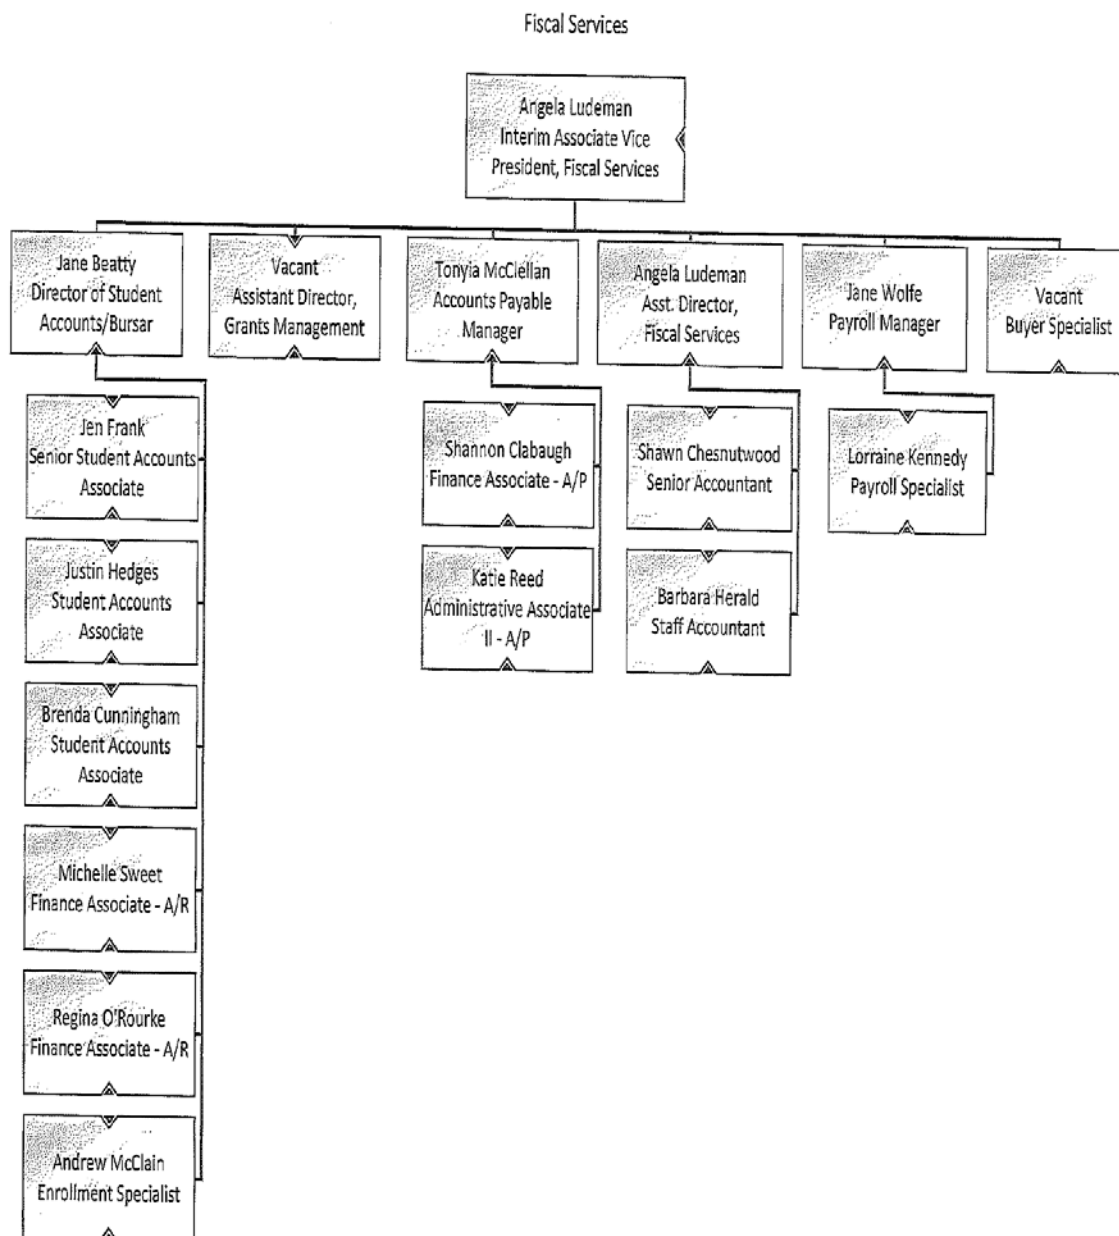 Fiscal Services
Angela Ludeman
Interim Associate Vice
President, Fiscal Services
Jane Beatty
Director of Student
Accounts/Bursar
Vacant
Assistant Director,
Grants Management
Tonyia McClellan
Accounts Payable
Manager
Angela Ludeman
Asst. Director,
Fiscal Services
Jane Wolfe
Payroll Manager
Vacant
Buyer Specialist
Jen Frank
Senior Student Accounts
Associate
Justin Hedges
Student Accounts
Associate
Brenda Cunningham
Student Accounts
Associate
Michelle Sweet
Finance Associate - A/R
Regina O'Rourke
Finance Associate - A/R
Andrew McClain
Enrollment Specialist
Shannon Clabaugh
Finance Associate - A/P
Katie Reed
Administrative Associate
II - A/P
Shawn Chesnutwood
Senior Accountant
Barbara Herald
Staff Accountant
Lorraine Kennedy
Payroll Specialist